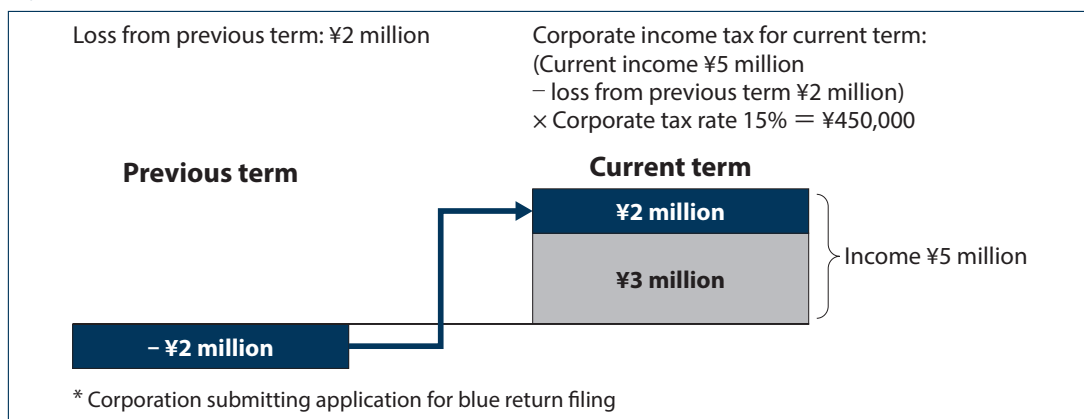 Loss from previous term: ¥2 million
Corporate income tax for current term:
(Current income ¥5 million
− loss from previous term ¥2 million)
× Corporate tax rate 15% = ¥450,000
Previous term
Current term
¥2 million
¥3 million
Income ¥5 million
− ¥2 million
* Corporation submitting application for blue return filing